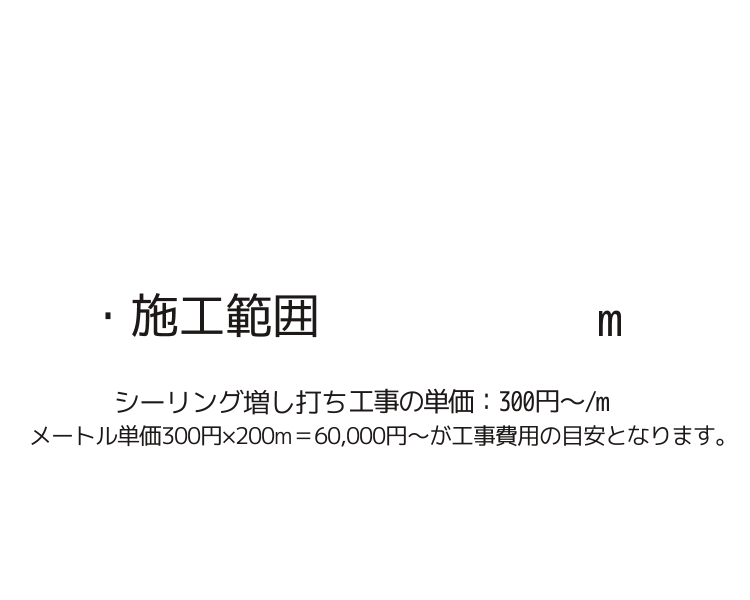 ・施工範囲 m
シーリング増し打ち工事の単価：300円～/m
メートル単価300円×200m＝60,000円～が工事費用の目安となります。